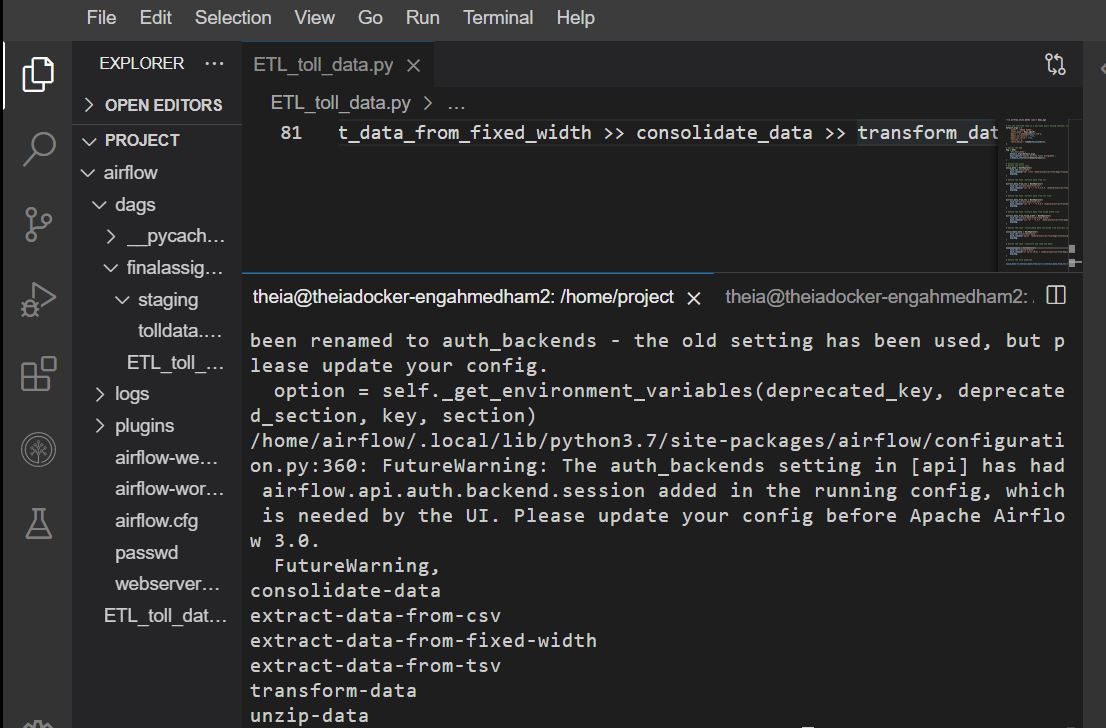 File Edit Selection View Go Run Terminal Help
EXPLORER ...
OPEN EDITORS
PROJECT
airflow
dags
__pycach...
finalassig...
staging
tolldata....
ETL_toll_...
logs
plugins
airflow-we...
airflow-wor...
airflow.cfg
passwd
webserver...
ETL_toll_dat...
ETL_toll_data.py
ETL_toll_data.py > ...
81 t_data_from_fixed_width >> consolidate_data >> transform_dat
theia@theiadocker-engahmedham2: /home/project theia@theiadocker-engahmedham2:
been renamed to auth_backends - the old setting has been used, but p
lease update your config.
option = self._get_environment_variables(deprecated_key, deprecate
d_section, key, section)
/home/airflow/.local/lib/python3.7/site-packages/airflow/configurati
on.py:360: FutureWarning: The auth_backends setting in [api] has had
airflow.api.auth.backend.session added in the running config, which
is needed by the UI. Please update your config before Apache Airflo
w 3.0.
FutureWarning,
consolidate-data
extract-data-from-csv
extract-data-from-fixed-width
extract-data-from-tsv
transform-data
unzip-data